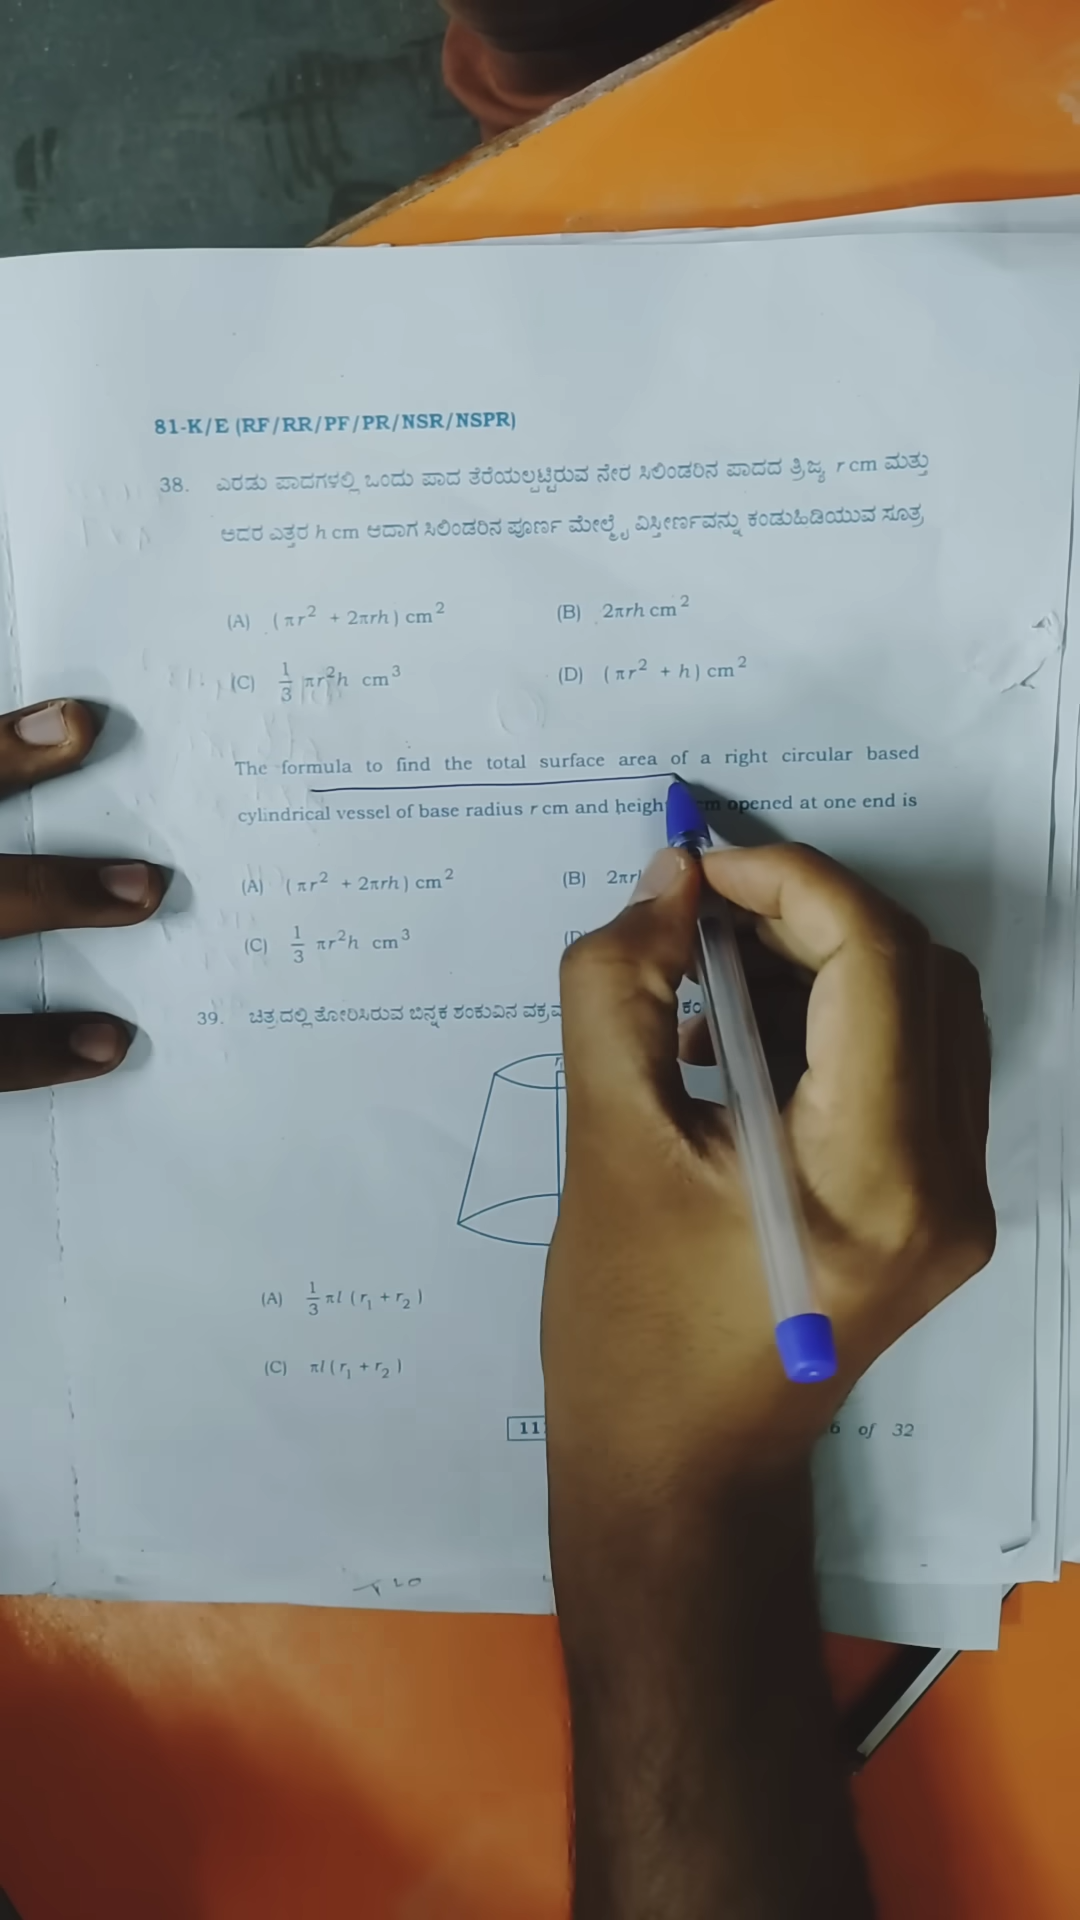 81-K/E (RF/RR/PF/PR/NSR/NSPR)
38. ಎರಡು ಪಾದಗಳಲ್ಲಿ ಒಂದು ಪಾದ ತೆರೆಯಲ್ಪಟ್ಟಿರುವ ನೇರ ಸಿಲಿಂಡರಿನ ಪಾದದ ತ್ರಿಜ್ಯ r cm ಮತ್ತು
ಅದರ ಎತ್ತರ h cm ಆದಾಗ ಸಿಲಿಂಡರಿನ ಪೂರ್ಣ ಮೇಲ್ಮೈ ವಿಸ್ತೀರ್ಣವನ್ನು ಕಂಡುಹಿಡಿಯುವ ಸೂತ್ರ
(A) (πr² + 2πrh) cm² (B) 2πrh cm²
(C) 1/3 πr²h cm³ (D) (πr² + h) cm²
The formula to find the total surface area of a right circular based
cylindrical vessel of base radius r cm and opened at one end is
(A) (πr² + 2πrh) cm² (B)
(C) 1/3 πr²h cm³
39. ಚಿತ್ರದಲ್ಲಿ ತೋರಿಸಿರುವ ಭಿನ್ನಕ ಶಂಕುವಿನ
(A) 1/3 πl (r₁ + r₂)
(C) πl (r₁ + r₂)
of 32